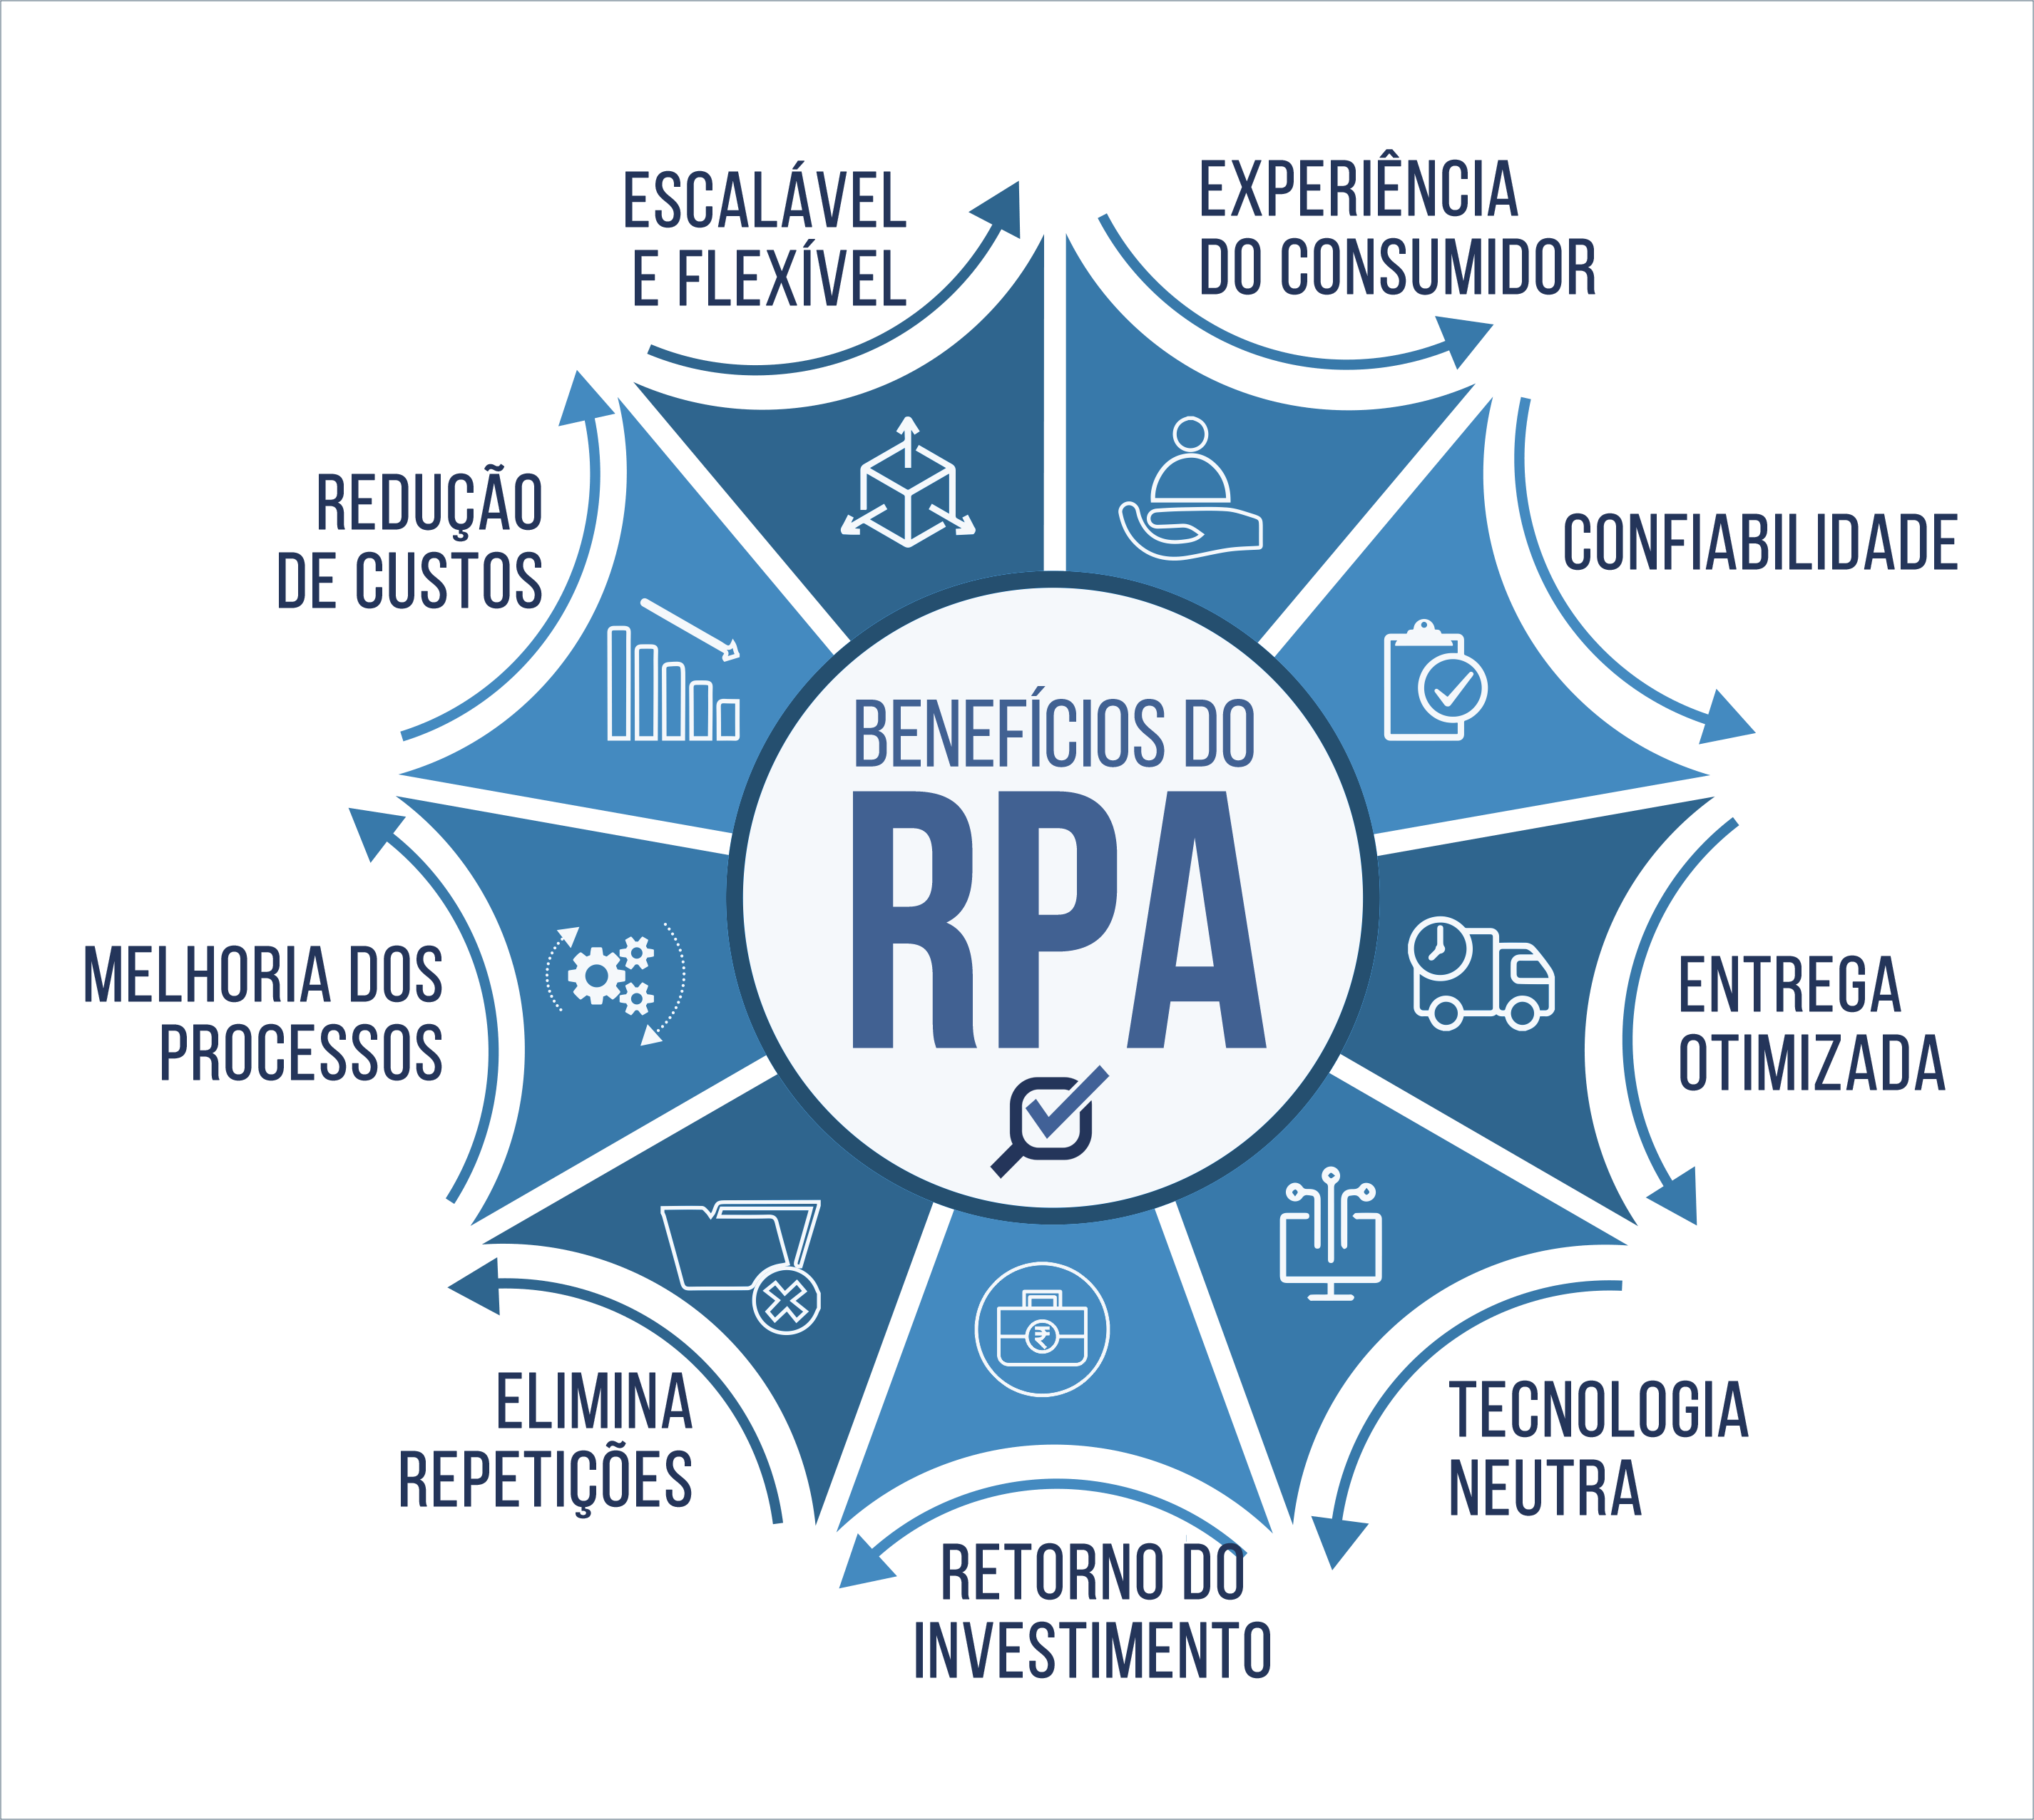 ESCALÁVEL
E FLEXÍVEL
EXPERIÊNCIA
DO CONSUMIDOR
REDUÇÃO
DE CUSTOS
CONFIABILIDADE
BENEFÍCIOS DO
RPA
MELHORIA DOS
PROCESSOS
ENTREGA
OTIMIZADA
ELIMINA
REPETIÇÕES
TECNOLOGIA
NEUTRA
RETORNO DO
INVESTIMENTO
₹